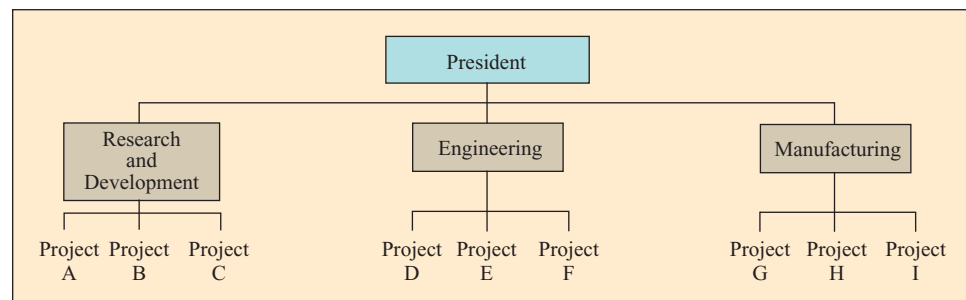 President
Research
and
Development
Engineering
Manufacturing
Project
A
Project
B
Project
C
Project
D
Project
E
Project
F
Project
G
Project
H
Project
I